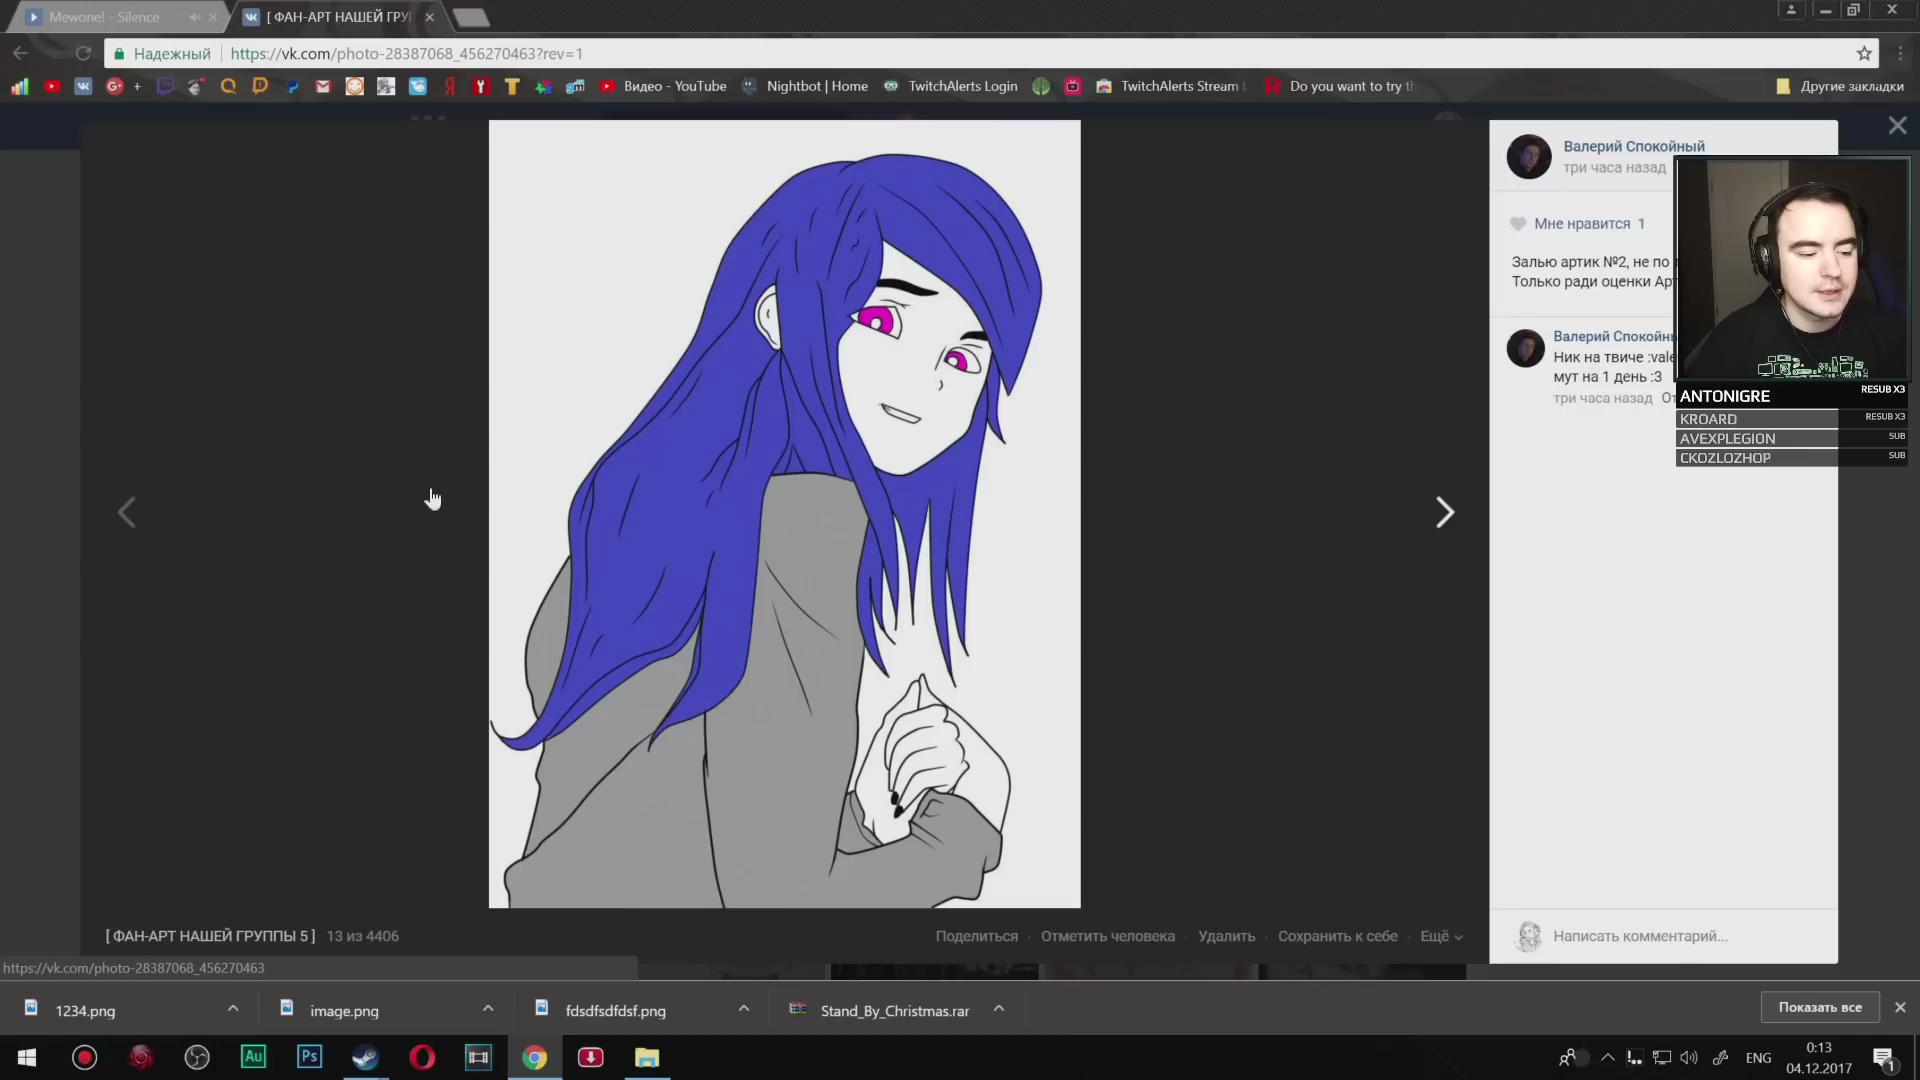 Mewone! - Silence
[ ФАН-АРТ НАШЕЙ ГРУ
Надежный
https://vk.com/photo-28387068_456270463?rev=1
Видео - YouTube
Nightbot | Home
TwitchAlerts Login
TwitchAlerts Stream
Do you want to try th
Другие закладки
Валерий Спокойный
три часа назад
Мне нравится 1
Залью артик №2, не по
Только ради оценки Арт
Валерий Спокойны
Ник на твиче :vale
мут на 1 день :3
три часа назад
ANTONIGRE RESUB X3
KROARD RESUB X3
AVEXPLEGION SUB
CKOZLOZHOP SUB
[ ФАН-АРТ НАШЕЙ ГРУППЫ 5 ] 13 из 4406
Поделиться
Отметить человека
Удалить
Сохранить к себе
Ещё
Написать комментарий...
https://vk.com/photo-28387068_456270463
1234.png
image.png
fdsdfsdfdsf.png
Stand_By_Christmas.rar
Показать все
Au
Ps
ENG
0:13
04.12.2017
1